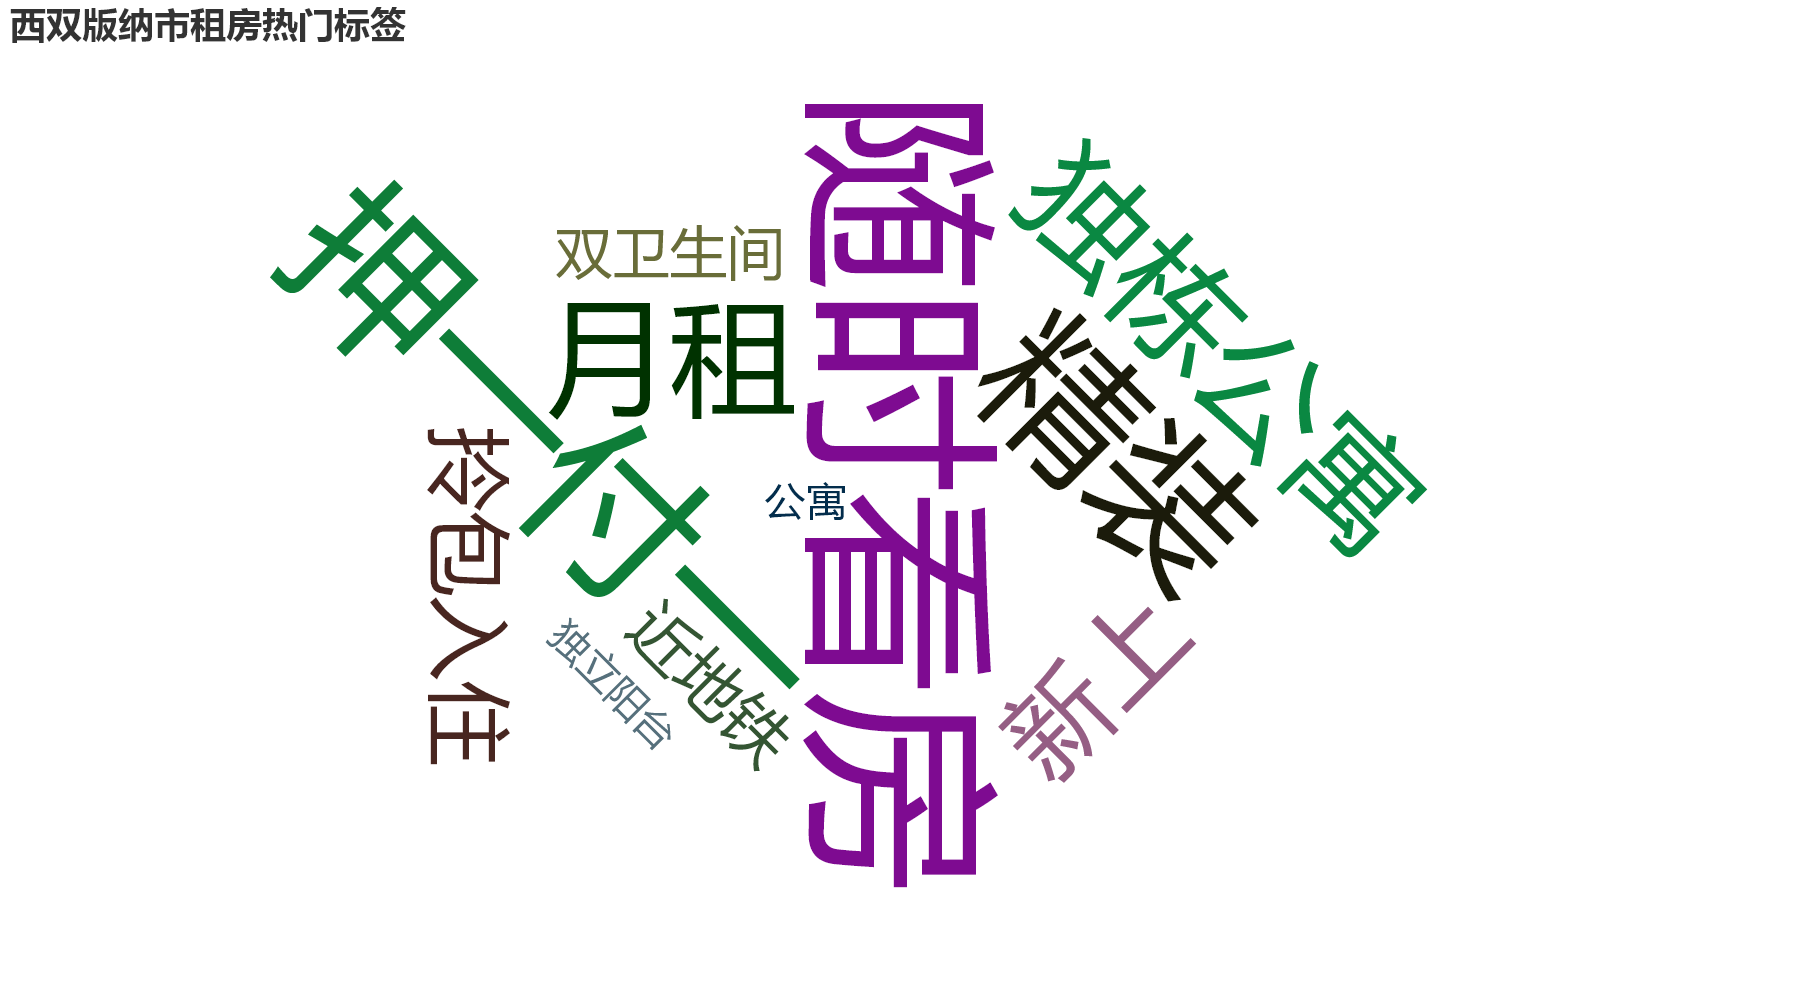 西双版纳市租房热门标签
随时看房
押一付一
独栋公寓
精装
月租
双卫生间
公寓
拎包入住
近地铁
独立阳台
新上